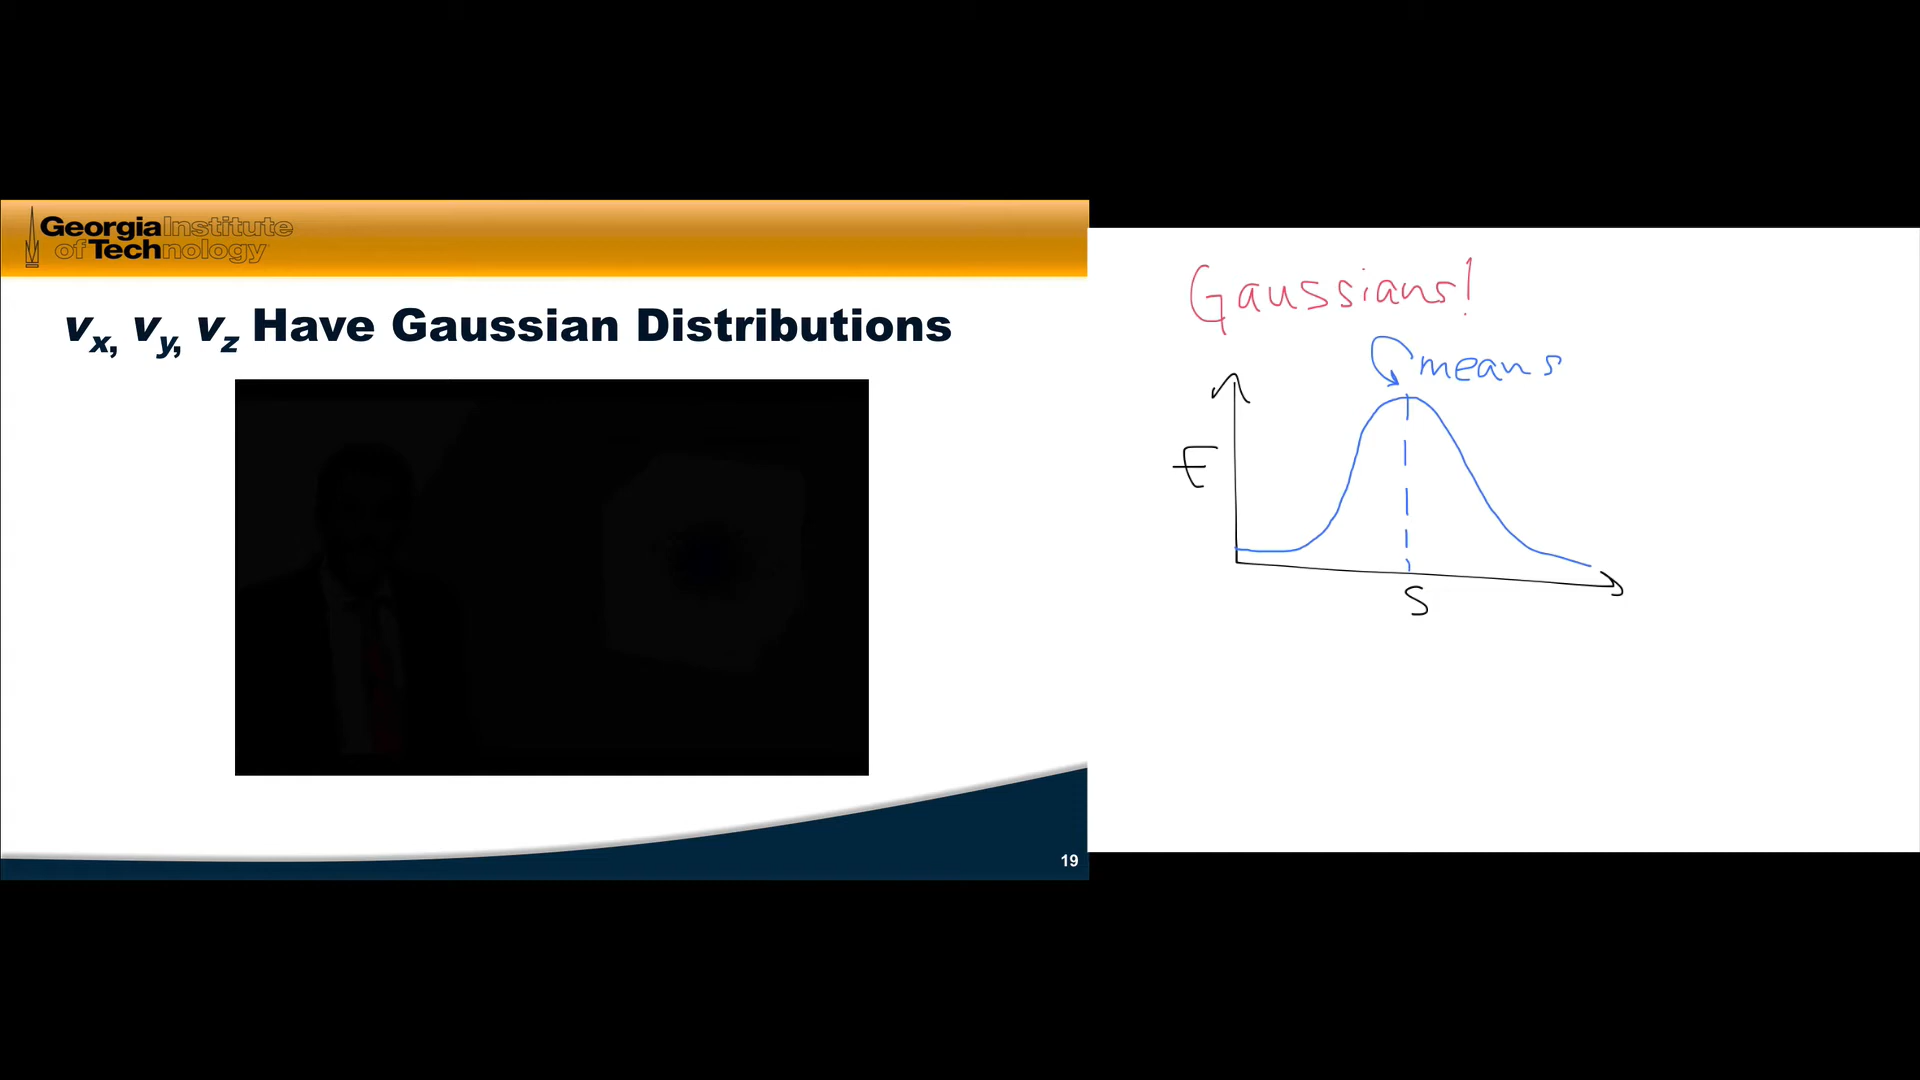 Georgia Institute
of Technology
vx, vy, vz Have Gaussian Distributions
19
Gaussians!
means
S